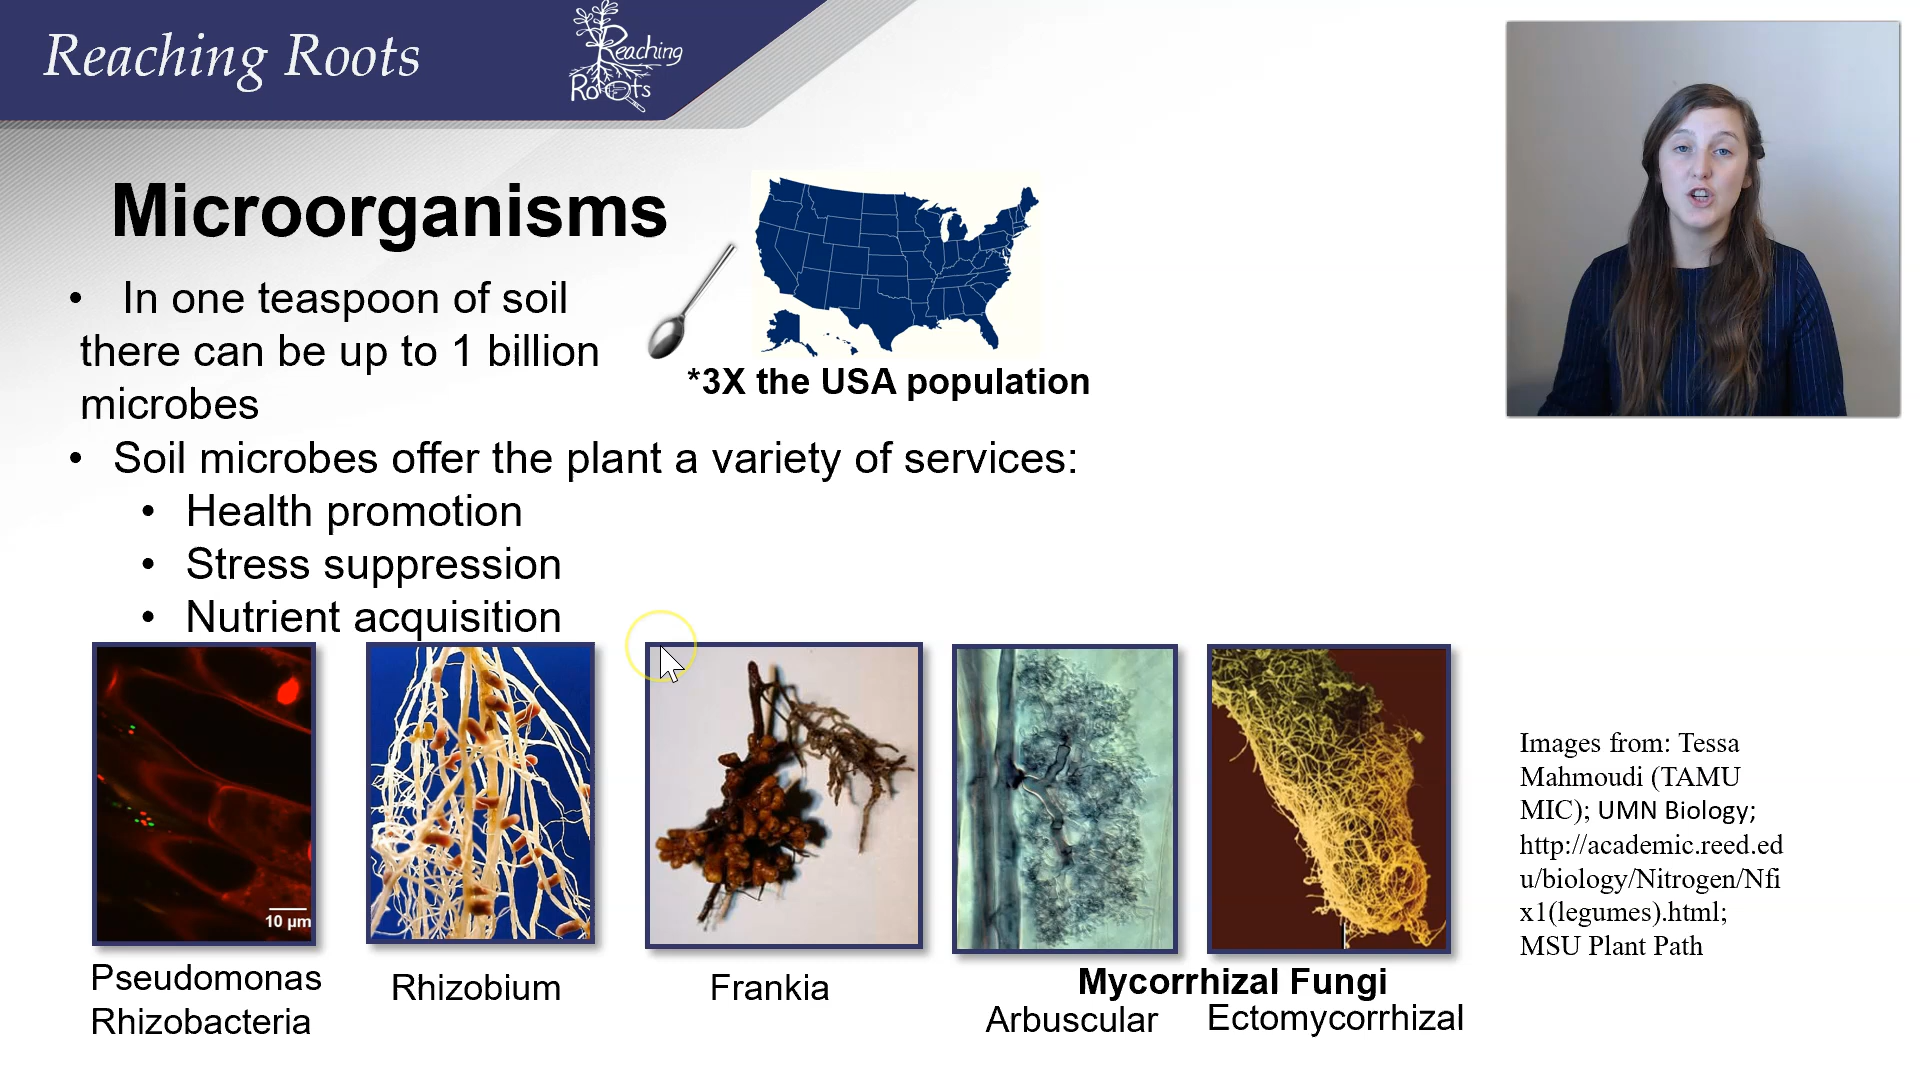 Reaching Roots
Reaching
Roots
Microorganisms
• In one teaspoon of soil
there can be up to 1 billion
microbes
*3X the USA population
• Soil microbes offer the plant a variety of services:
• Health promotion
• Stress suppression
• Nutrient acquisition
10 µm
Pseudomonas
Rhizobacteria
Rhizobium
Frankia
Mycorrhizal Fungi
Arbuscular
Ectomycorrhizal
Images from: Tessa
Mahmoudi (TAMU
MIC); UMN Biology;
http://academic.reed.ed
u/biology/Nitrogen/Nfi
x1(legumes).html;
MSU Plant Path